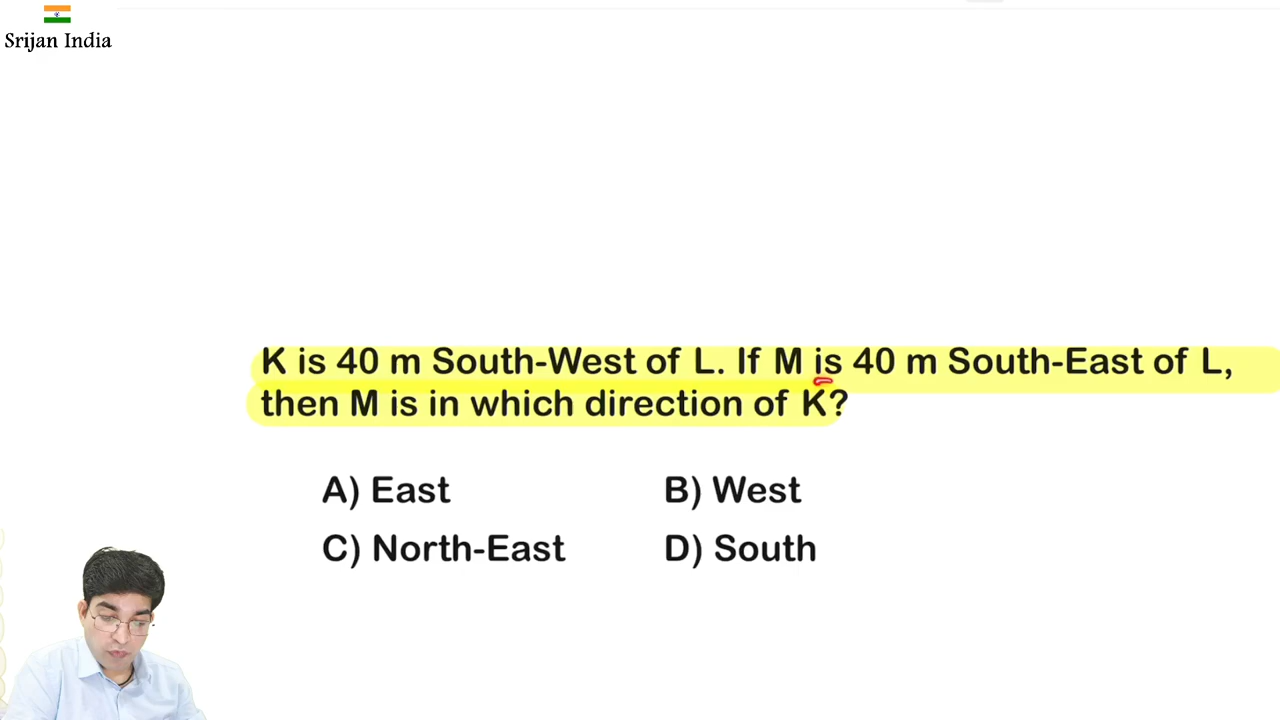 Srijan India
K is 40 m South-West of L. If M is 40 m South-East of L,
then M is in which direction of K?
A) East B) West
C) North-East D) South